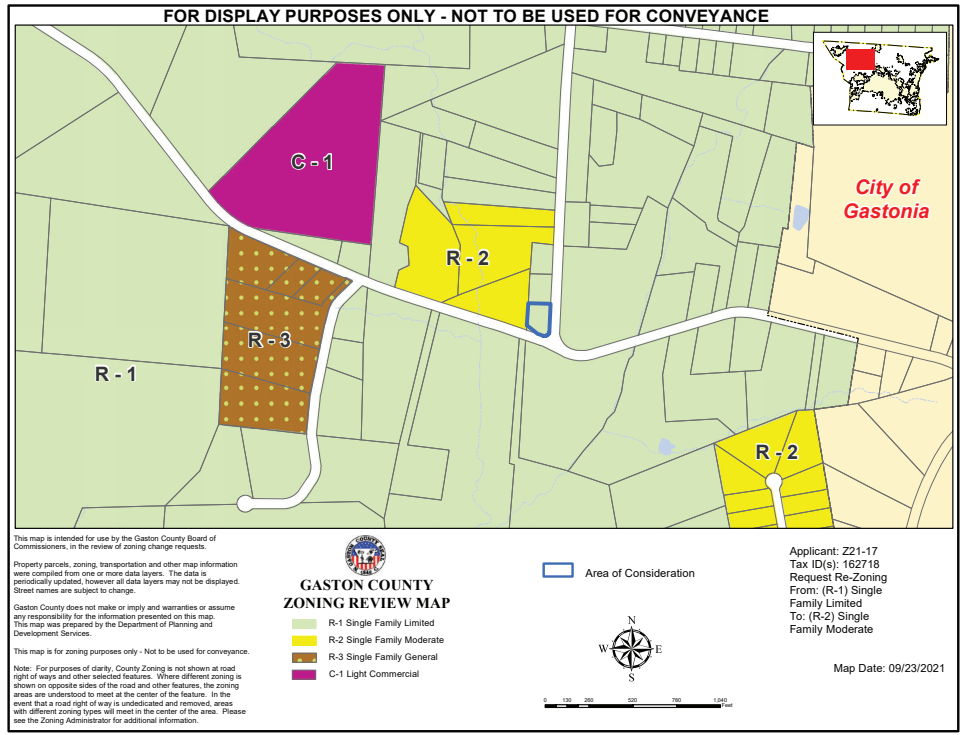 FOR DISPLAY PURPOSES ONLY - NOT TO BE USED FOR CONVEYANCE
C - 1
City of
Gastonia
R - 2
R - 3
R - 1
R - 2
This map is intended for use by the Gaston County Board of
Commissioners, in the review of zoning change requests.
Property parcels, zoning, transportation and other map information
were compiled from one or more data layers. The data is
periodically updated, however all data layers may not be displayed.
Street names are subject to change.
Gaston County does not make or imply and warranties or assume
any responsibility for the information presented on this map.
This map was prepared by the Department of Planning and
Development Services.
This map is for zoning purposes only - Not to be used for conveyance.
Note: For purposes of clarity, County Zoning is not shown at road
right of ways and other selected features. Where different zoning is
shown on opposite sides of the road and other features, the zoning
areas are understood to meet at the center of the feature. In the
event that a road right of way is undedicated and removed, areas
with different zoning types will meet in the center of the area. Please
see the Zoning Administrator for additional information.
GASTON COUNTY
ZONING REVIEW MAP
R-1 Single Family Limited
R-2 Single Family Moderate
R-3 Single Family General
C-1 Light Commercial
Area of Consideration
N
W E
S
0 130 260 520 780 1,040
Feet
Applicant: Z21-17
Tax ID(s): 162718
Request Re-Zoning
From: (R-1) Single
Family Limited
To: (R-2) Single
Family Moderate
Map Date: 09/23/2021